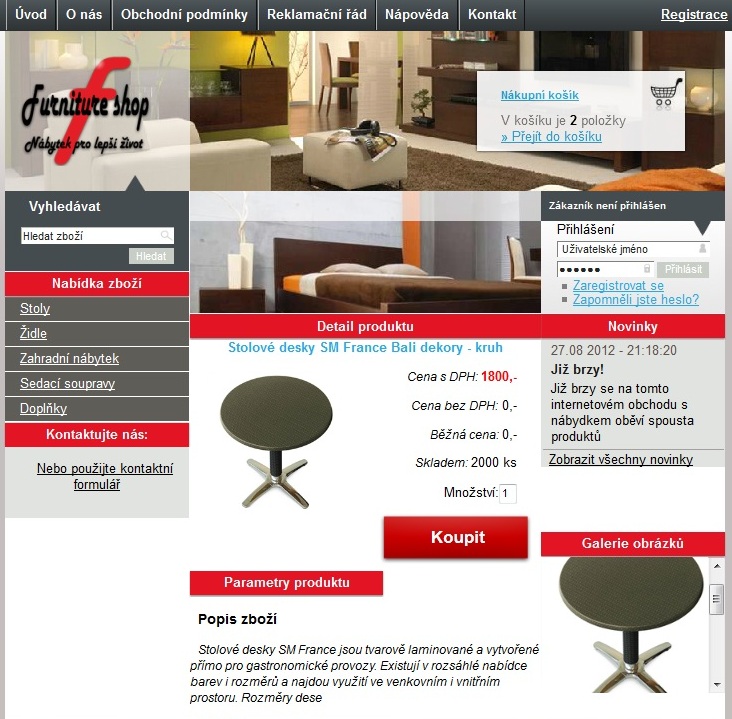 Úvod
O nás
Obchodní podmínky
Reklamační řád
Nápověda
Kontakt
Registrace
Furniture shop
Nábytek pro lepší život
Nákupní košík
V košíku je 2 položky
» Přejít do košíku
Vyhledávat
Hledat zboží
Hledat
Nabídka zboží
Stoly
Židle
Zahradní nábytek
Sedací soupravy
Doplňky
Kontaktujte nás:
Nebo použijte kontaktní
formulář
Detail produktu
Stolové desky SM France Bali dekory - kruh
Cena s DPH: 1800,-
Cena bez DPH: 0,-
Běžná cena: 0,-
Skladem: 2000 ks
Množství: 1
Koupit
Parametry produktu
Popis zboží
Stolové desky SM France jsou tvarově laminované a vytvořené
přímo pro gastronomické provozy. Existují v rozsáhlé nabídce
barev i rozměrů a najdou využití ve venkovním i vnitřním
prostoru. Rozměry dese
Zákazník není přihlášen
Přihlášení
Uživatelské jméno
••••••
Přihlásit
Zaregistrovat se
Zapomněli jste heslo?
Novinky
27.08 2012 - 21:18:20
Již brzy!
Již brzy se na tomto
internetovém obchodu s
nábydkem oběví spousta
produktů
Zobrazit všechny novinky
Galerie obrázků